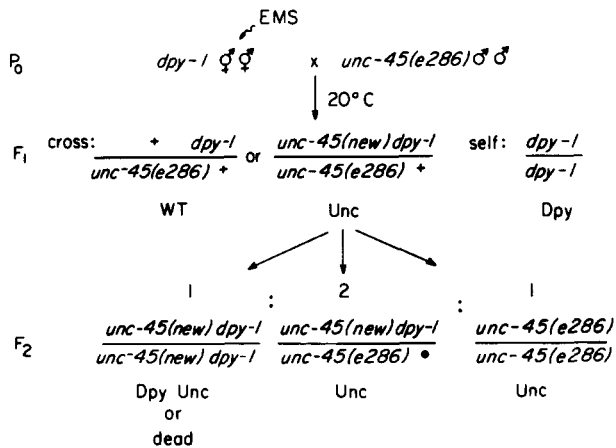 EMS
P₀ dpy-1 ⚥ ⚥ x unc-45(e286) ♂ ♂
20°C
F₁ cross: + dpy-1 or unc-45(new) dpy-1 self: dpy-1
unc-45(e286) + unc-45(e286) + dpy-1
WT Unc Dpy
1 : 2 : 1
F₂ unc-45(new) dpy-1 unc-45(new) dpy-1 unc-45(e286)
unc-45(new) dpy-1 unc-45(e286) • unc-45(e286)
Dpy Unc Unc Unc
or
dead